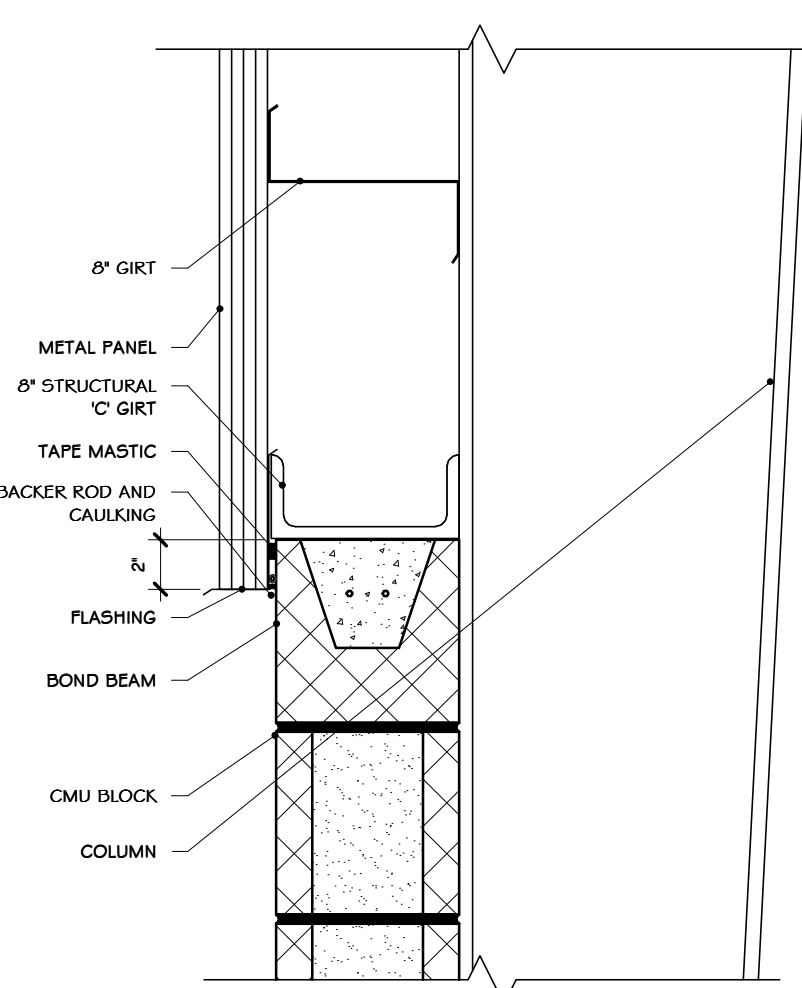 8" GIRT
METAL PANEL
8" STRUCTURAL
'C' GIRT
TAPE MASTIC
BACKER ROD AND
CAULKING
2"
FLASHING
BOND BEAM
CMU BLOCK
COLUMN